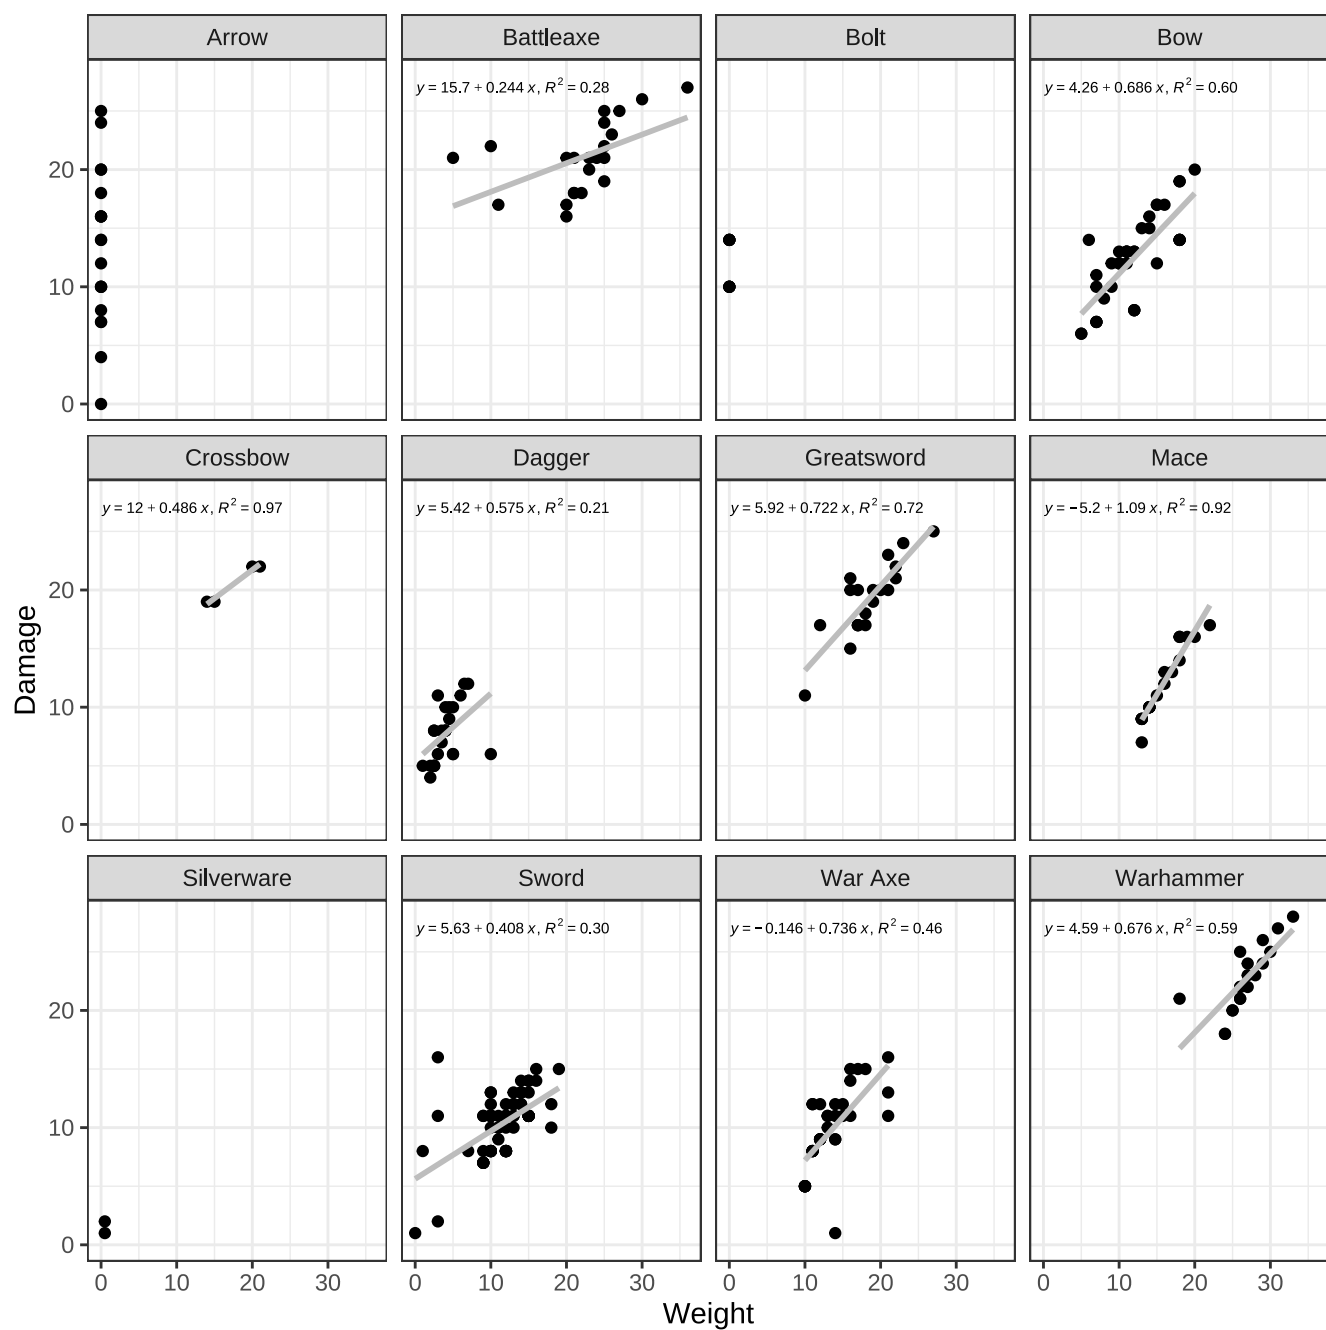 Arrow Battleaxe Bolt Bow
y = 15.7 + 0.244 x, R² = 0.28 y = 4.26 + 0.686 x, R² = 0.60
20
10
0
Crossbow Dagger Greatsword Mace
y = 12 + 0.486 x, R² = 0.97 y = 5.42 + 0.575 x, R² = 0.21 y = 5.92 + 0.722 x, R² = 0.72 y = −5.2 + 1.09 x, R² = 0.92
20
Damage
10
0
Silverware Sword War Axe Warhammer
y = 5.63 + 0.408 x, R² = 0.30 y = −0.146 + 0.736 x, R² = 0.46 y = 4.59 + 0.676 x, R² = 0.59
20
10
0
0 10 20 30 0 10 20 30 0 10 20 30 0 10 20 30
Weight